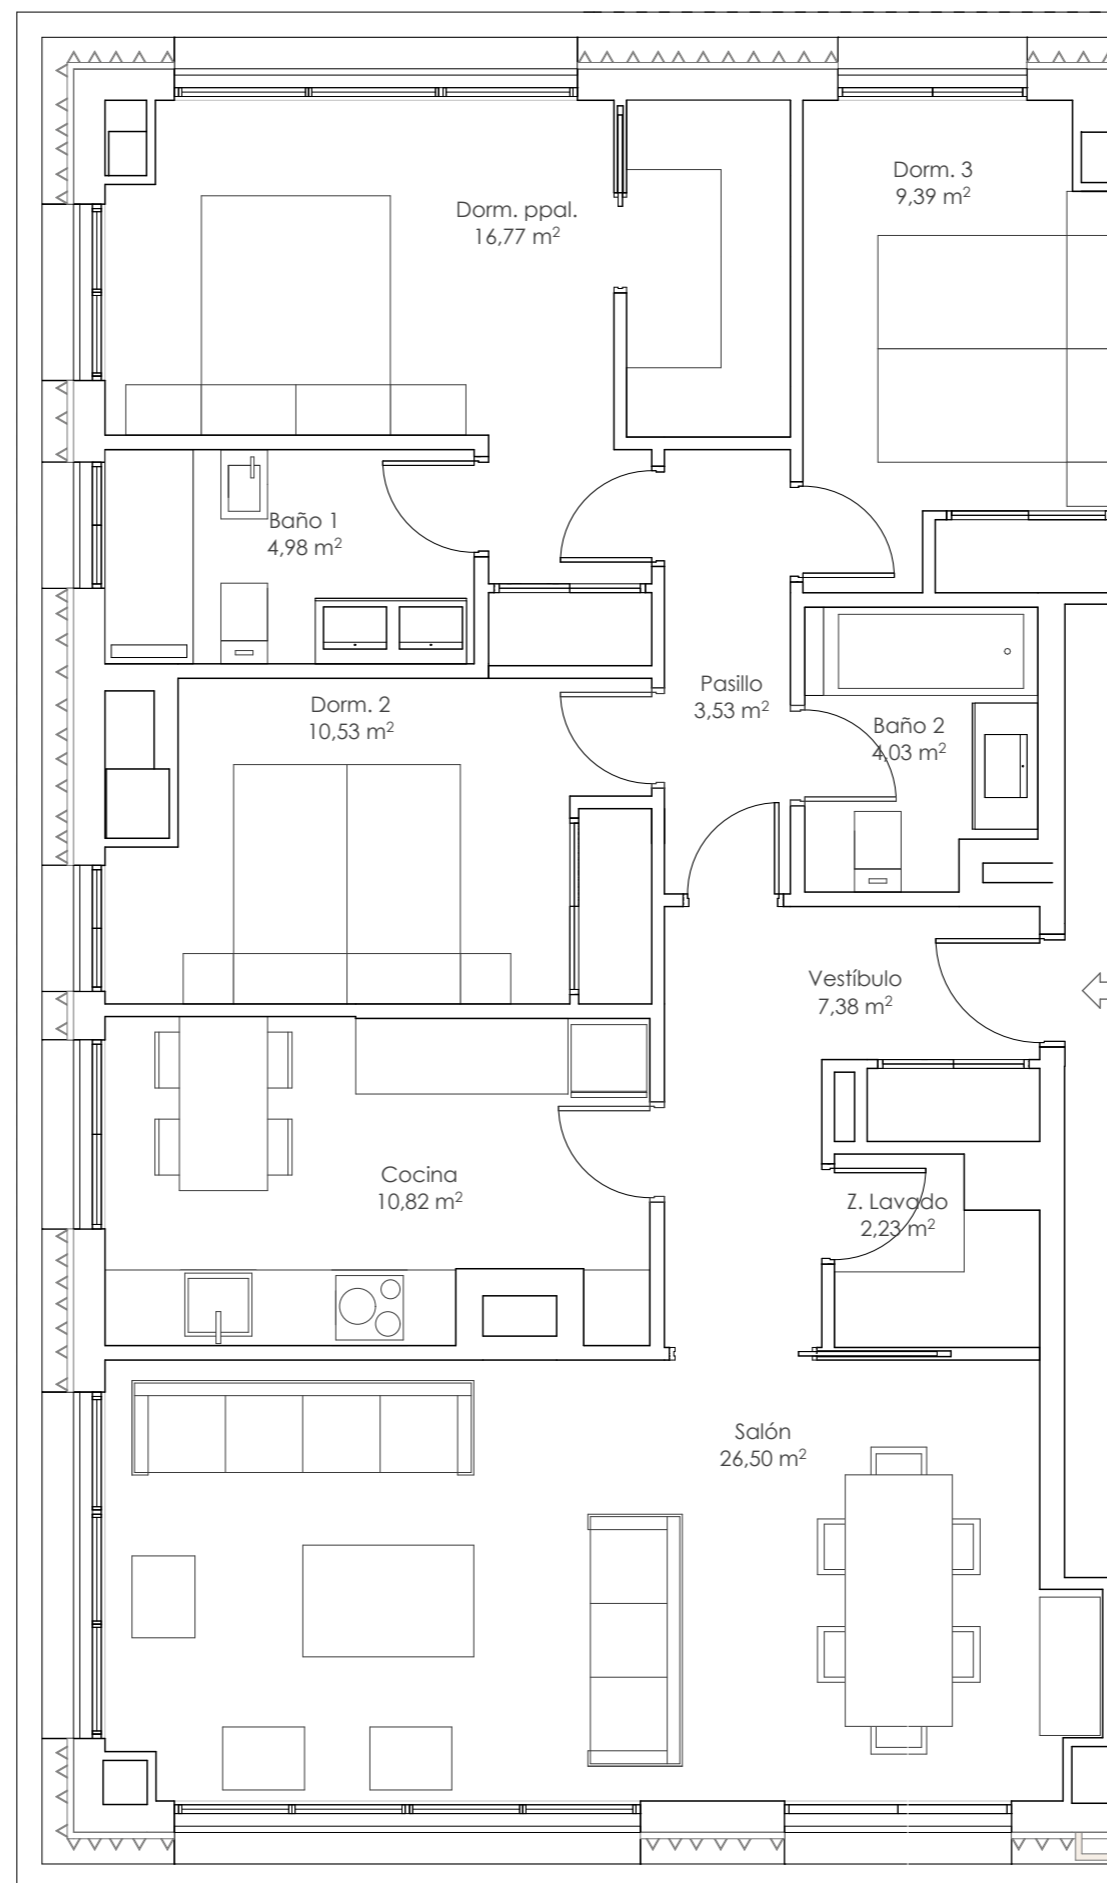 Dorm. 3
9,39 m²
Dorm. ppal.
16,77 m²
Baño 1
4,98 m²
Pasillo
3,53 m²
Dorm. 2
10,53 m²
Baño 2
4,03 m²
Vestíbulo
7,38 m²
Cocina
10,82 m²
Z. Lavado
2,23 m²
Salón
26,50 m²